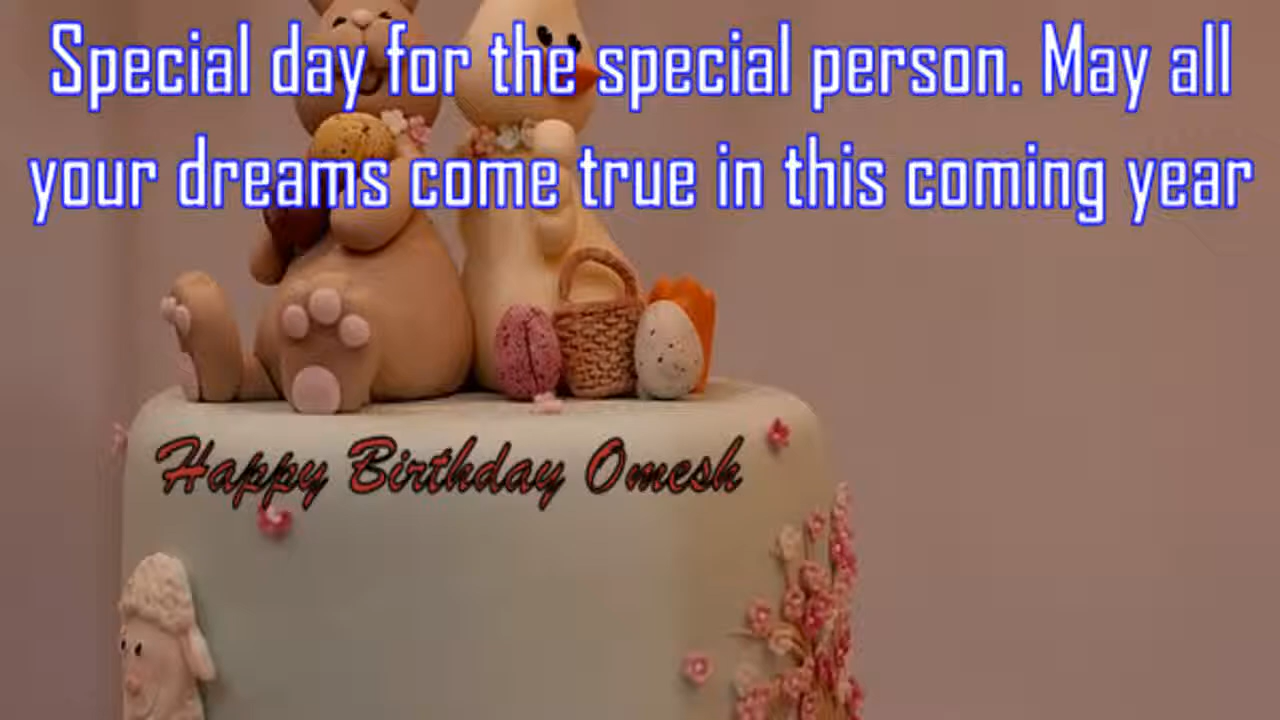 Special day for the special person. May all
your dreams come true in this coming year
Happy Birthday Omesh